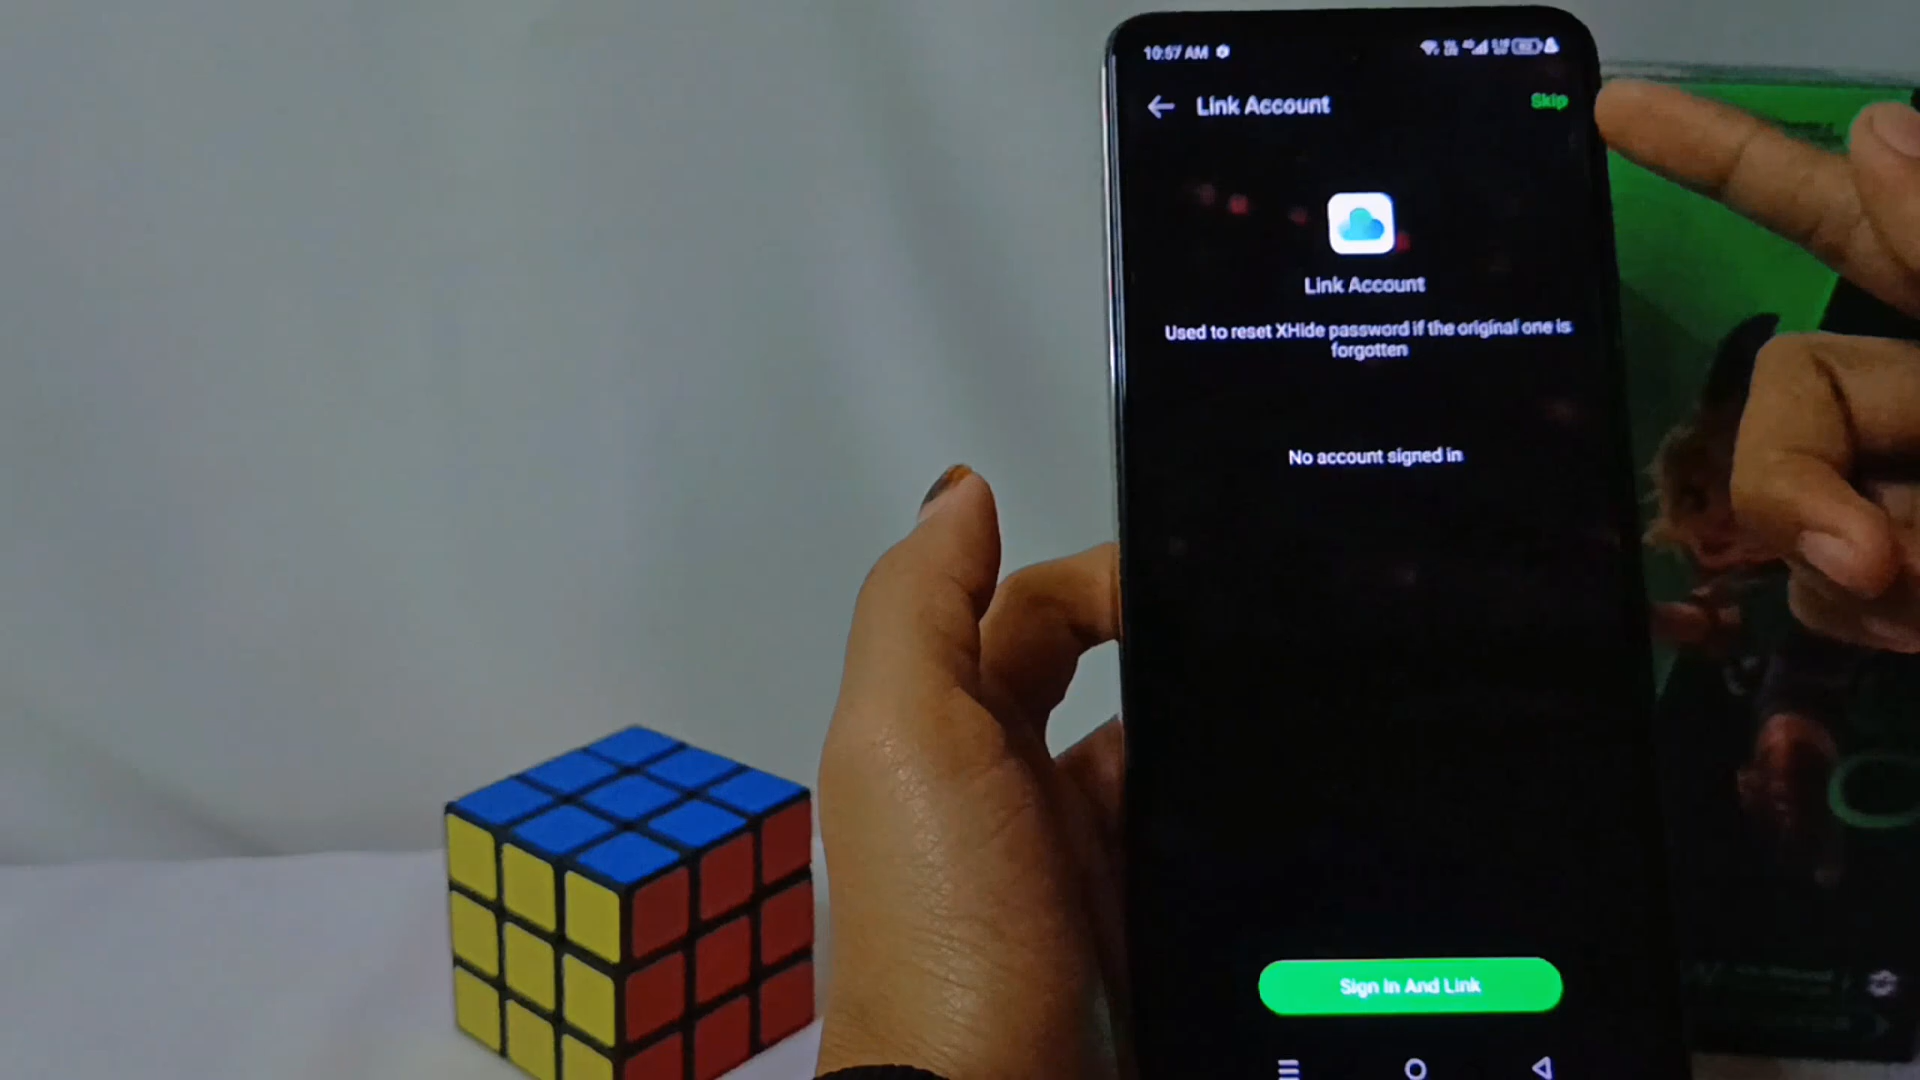 10:57 AM
Link Account
Skip
Link Account
Used to reset XHide password if the original one is
forgotten
No account signed in
Sign In And Link